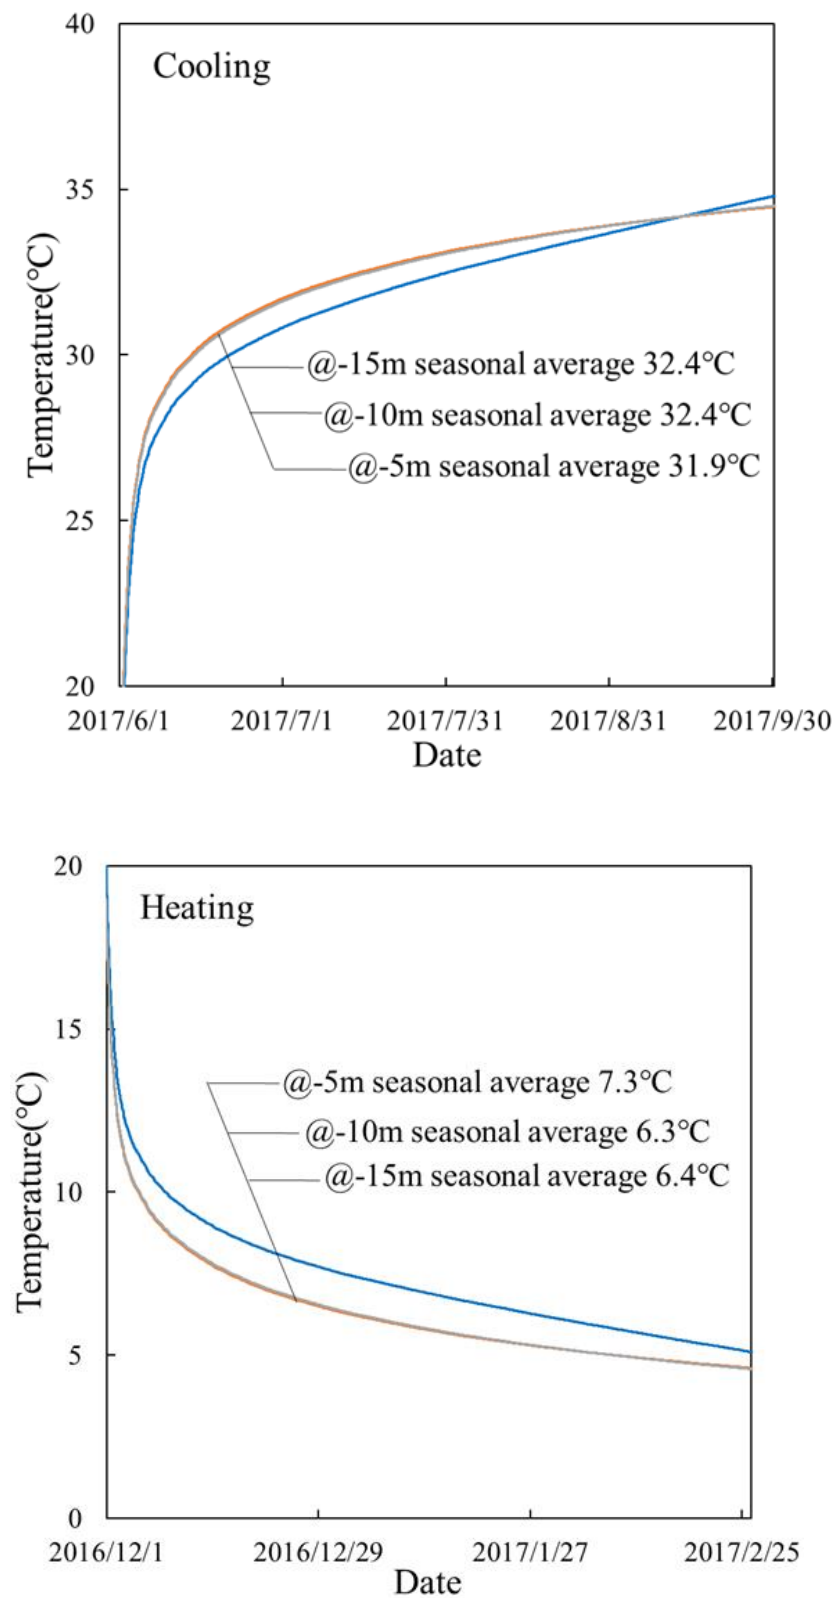 40
Cooling
35
Temperature(°C)
30
@-15m seasonal average 32.4°C
@-10m seasonal average 32.4°C
@-5m seasonal average 31.9°C
25
20
2017/6/1 2017/7/1 2017/7/31 2017/8/31 2017/9/30
Date
20
Heating
15
Temperature(°C)
@-5m seasonal average 7.3°C
@-10m seasonal average 6.3°C
@-15m seasonal average 6.4°C
10
5
0
2016/12/1 2016/12/29 2017/1/27 2017/2/25
Date